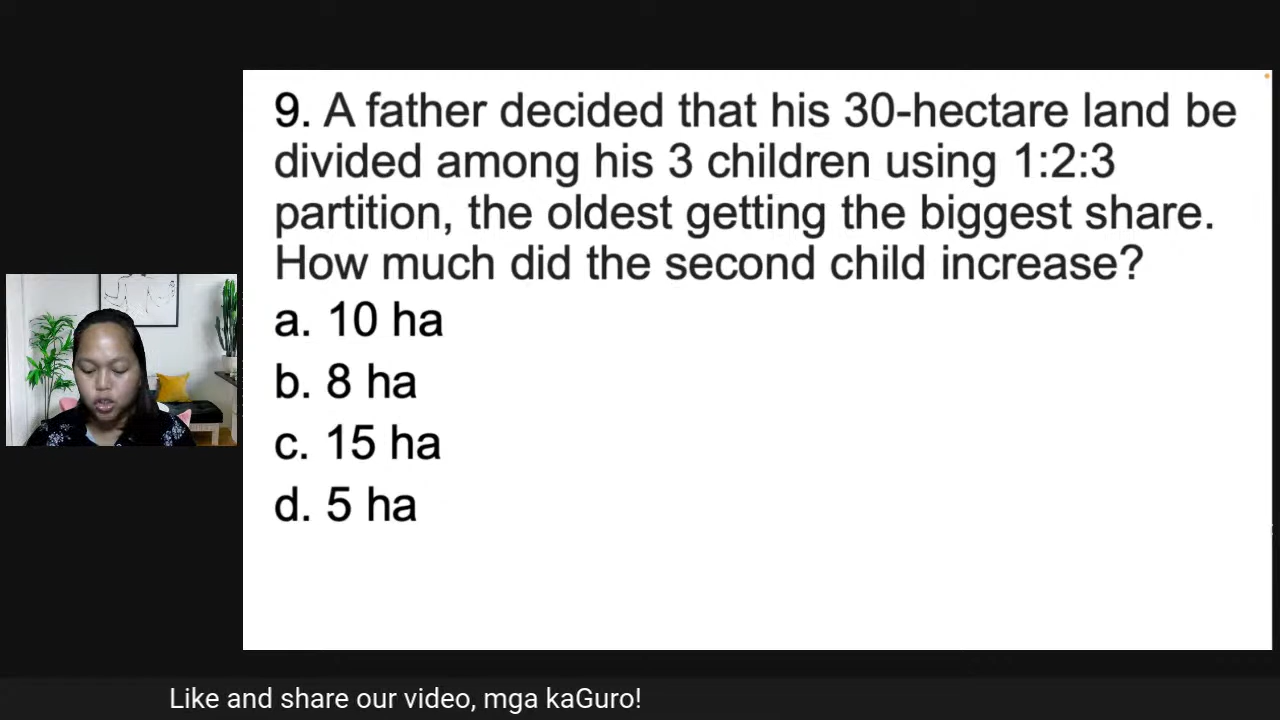 9. A father decided that his 30-hectare land be
divided among his 3 children using 1:2:3
partition, the oldest getting the biggest share.
How much did the second child increase?
a. 10 ha
b. 8 ha
c. 15 ha
d. 5 ha
Like and share our video, mga kaGuro!